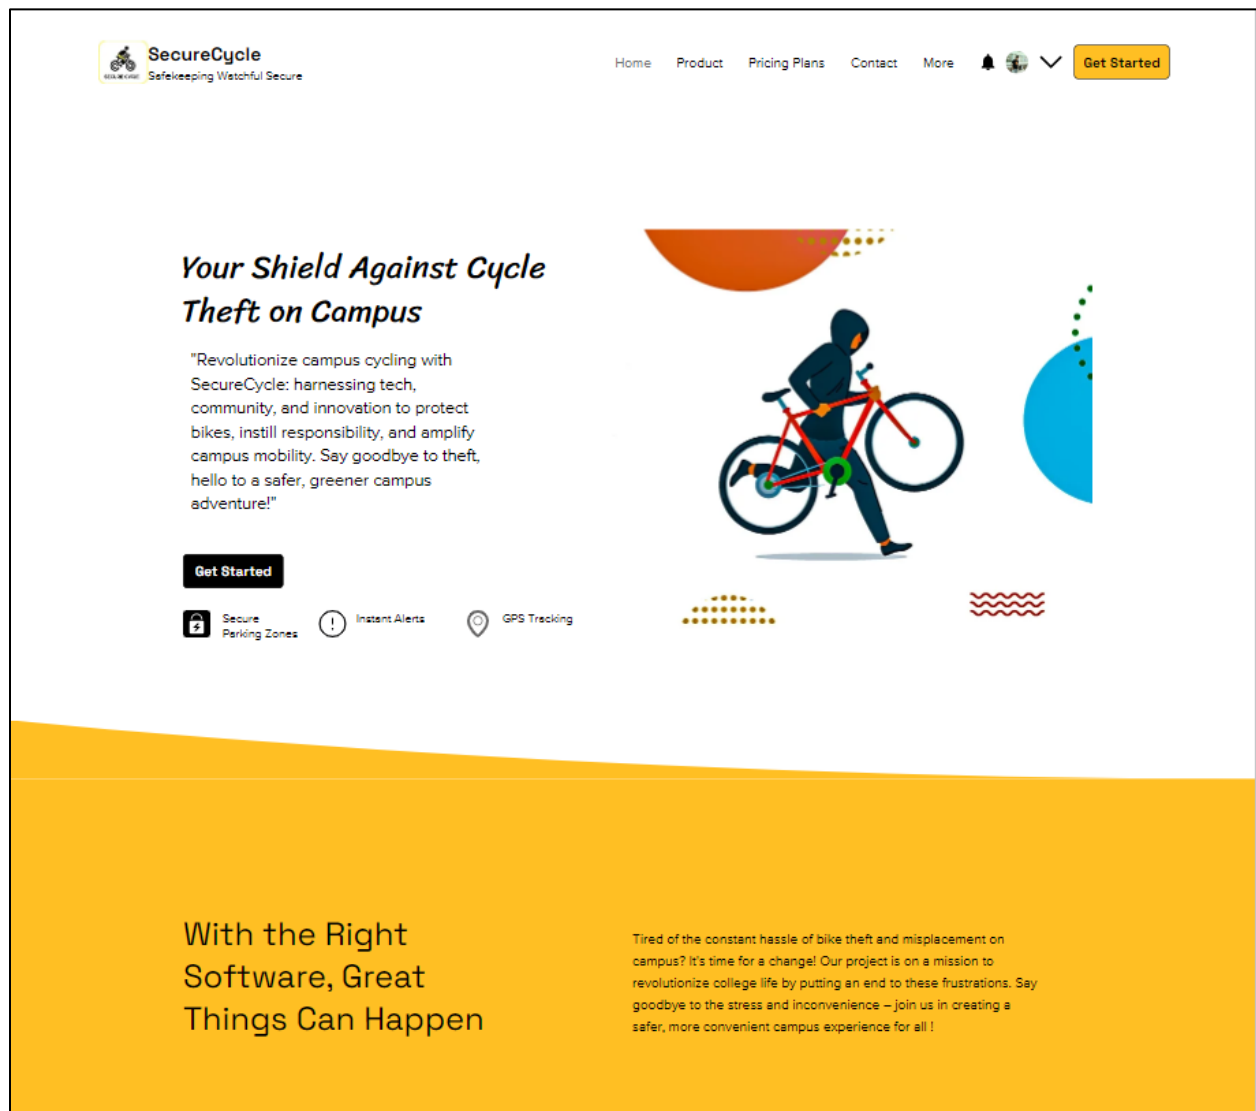 SecureCycle
Safekeeping Watchful Secure
Home Product Pricing Plans Contact More Get Started
Your Shield Against Cycle
Theft on Campus
"Revolutionize campus cycling with
SecureCycle: harnessing tech,
community, and innovation to protect
bikes, instill responsibility, and amplify
campus mobility. Say goodbye to theft,
hello to a safer, greener campus
adventure!"
Get Started
Secure
Parking Zones
Instant Alerts
GPS Tracking
With the Right
Software, Great
Things Can Happen
Tired of the constant hassle of bike theft and misplacement on
campus? It's time for a change! Our project is on a mission to
revolutionize college life by putting an end to these frustrations. Say
goodbye to the stress and inconvenience – join us in creating a
safer, more convenient campus experience for all !